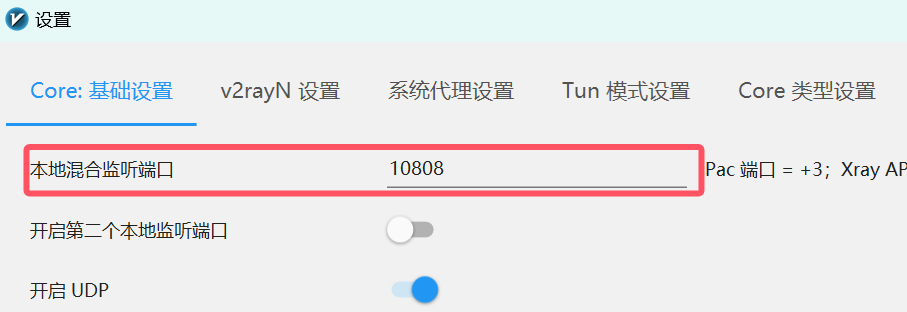 设置
Core: 基础设置 v2rayN 设置 系统代理设置 Tun 模式设置 Core 类型设置
本地混合监听端口 10808 Pac 端口 = +3；Xray AP
开启第二个本地监听端口
开启 UDP